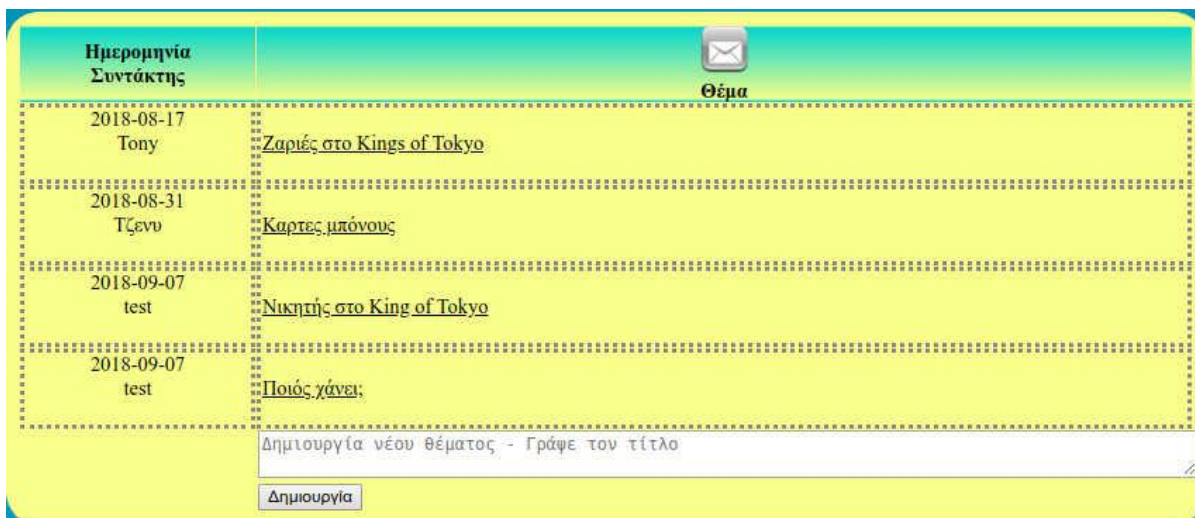 Ημερομηνία
Συντάκτης
Θέμα
2018-08-17
Tony
Ζαριές στο Kings of Tokyo
2018-08-31
Τζενυ
Καρτες μπόνους
2018-09-07
test
Νικητής στο King of Tokyo
2018-09-07
test
Ποιός χάνει;
Δημιουργία νέου θέματος - Γράψε τον τίτλο
Δημιουργία